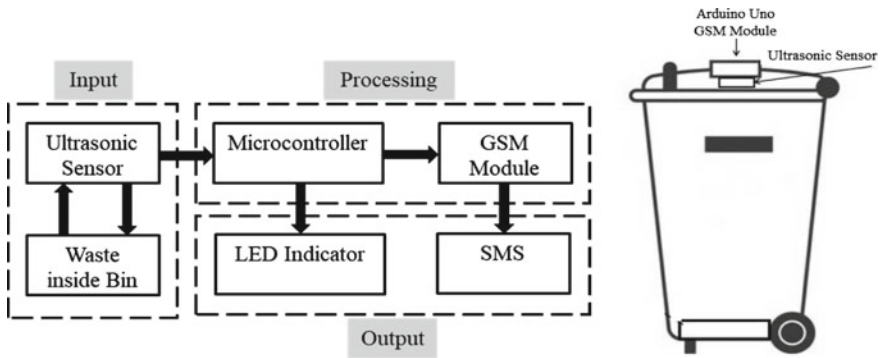 Input
Processing
Ultrasonic
Sensor
Microcontroller
GSM
Module
Waste
inside Bin
LED Indicator
SMS
Output
Arduino Uno
GSM Module
Ultrasonic Sensor